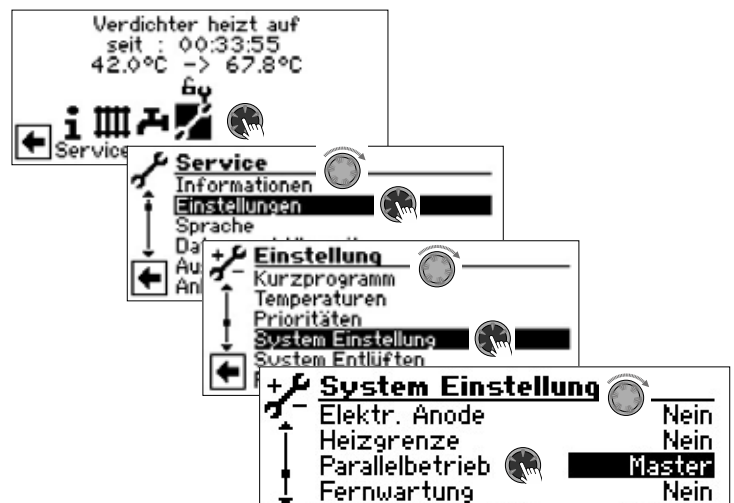 Verdichter heizt auf
seit : 00:33:55
42.0°C -> 67.8°C
Service
Service
Informationen
Einstellungen
Sprache
Einstellung
Kurzprogramm
Temperaturen
Prioritäten
System Einstellung
System Entlüften
System Einstellung
Elektr. Anode Nein
Heizgrenze Nein
Parallelbetrieb Master
Fernwartung Nein